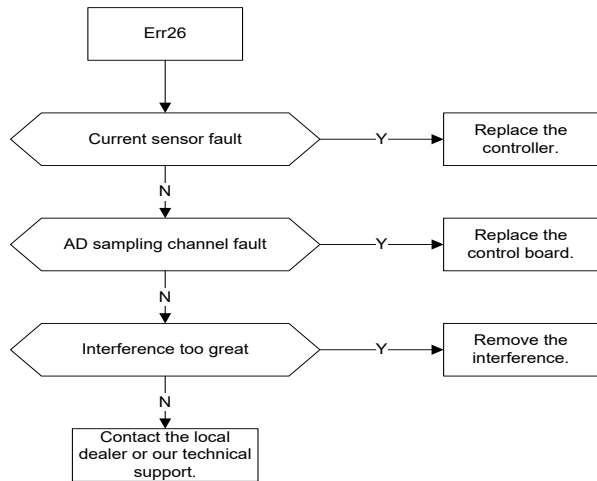 Err26
Current sensor fault
Y
Replace the
controller.
N
AD sampling channel fault
Y
Replace the
control board.
N
Interference too great
Y
Remove the
interference.
N
Contact the local
dealer or our technical
support.